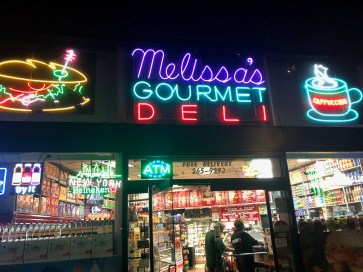 Melissa's
GOURMET
DELI
CAPPUCCINO
FREE DELIVERY
ATM
NEW YORK
Heineken